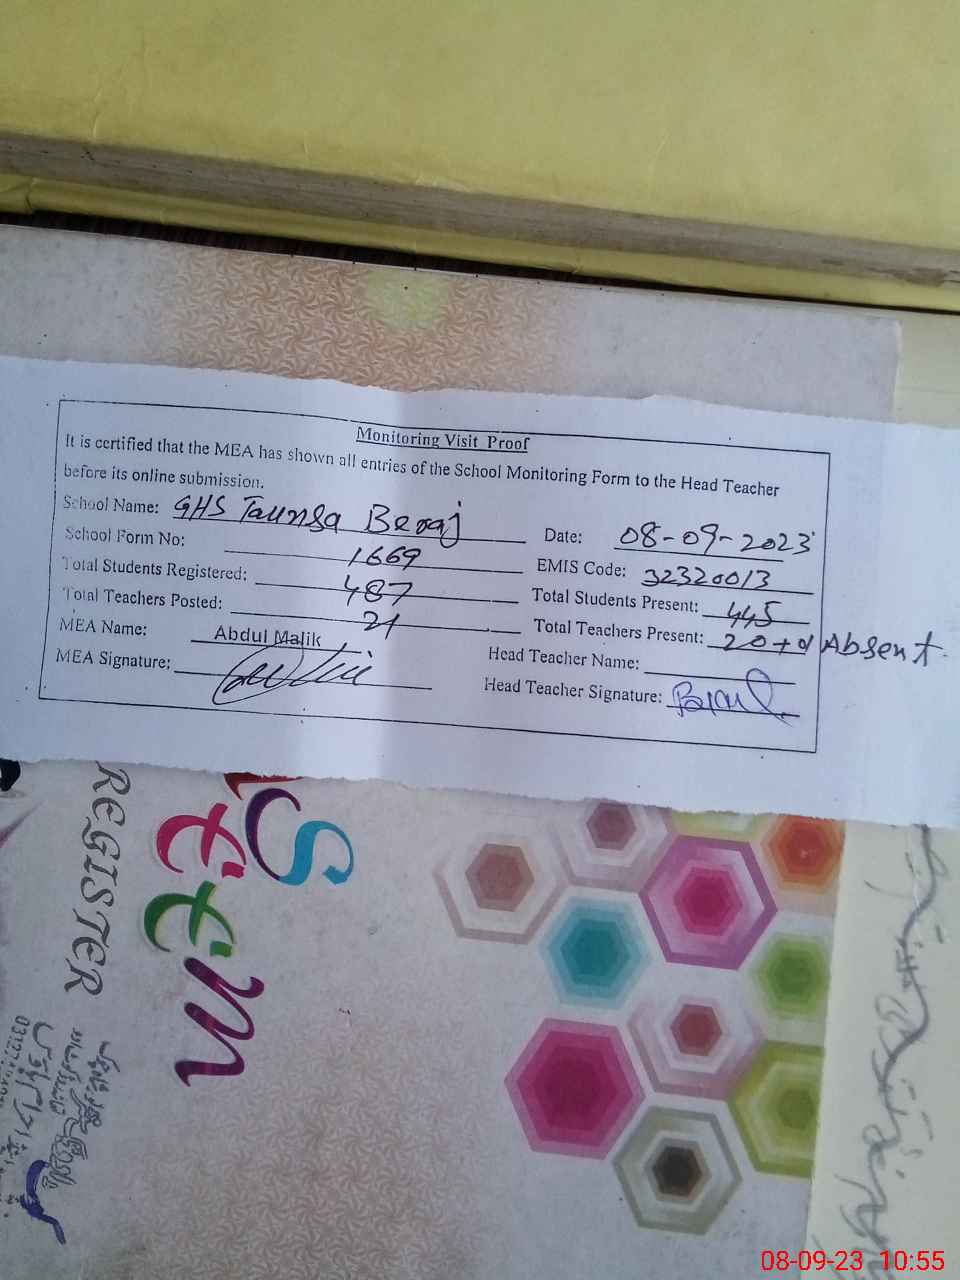 Monitoring Visit Proof
It is certified that the MEA has shown all entries of the School Monitoring Form to the Head Teacher
before its online submission.
School Name: GHS Taunsa Beraj Date: 08-09-2023
School Form No: 1669 EMIS Code: 32320013
Total Students Registered: 487 Total Students Present: 445
Total Teachers Posted: 21 Total Teachers Present: 20+ Absent
MEA Name: Abdul Malik Head Teacher Name:
MEA Signature: Head Teacher Signature:
REGISTER
08-09-23 10:55